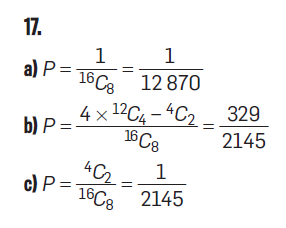 17.
a) P = 1/¹⁶C₈ = 1/12 870
b) P = (4 × ¹²C₄ – ⁴C₂)/¹⁶C₈ = 329/2145
c) P = ⁴C₂/¹⁶C₈ = 1/2145